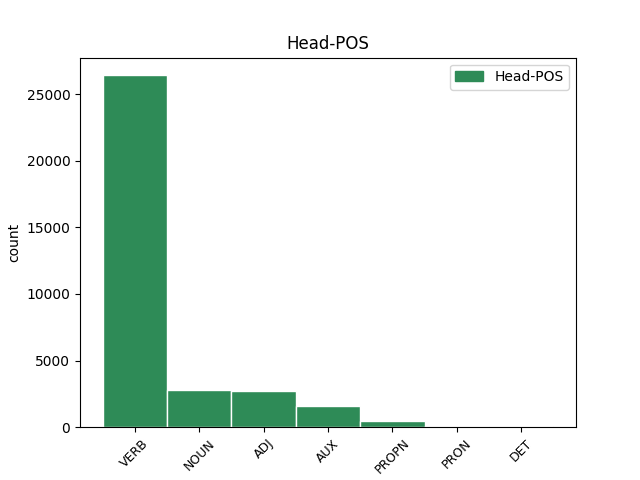 Head-POS
Head-POS
25000
20000
15000
10000
5000
0
count
VERB
NOUN
ADJ
AUX
PROPN
PRON
DET